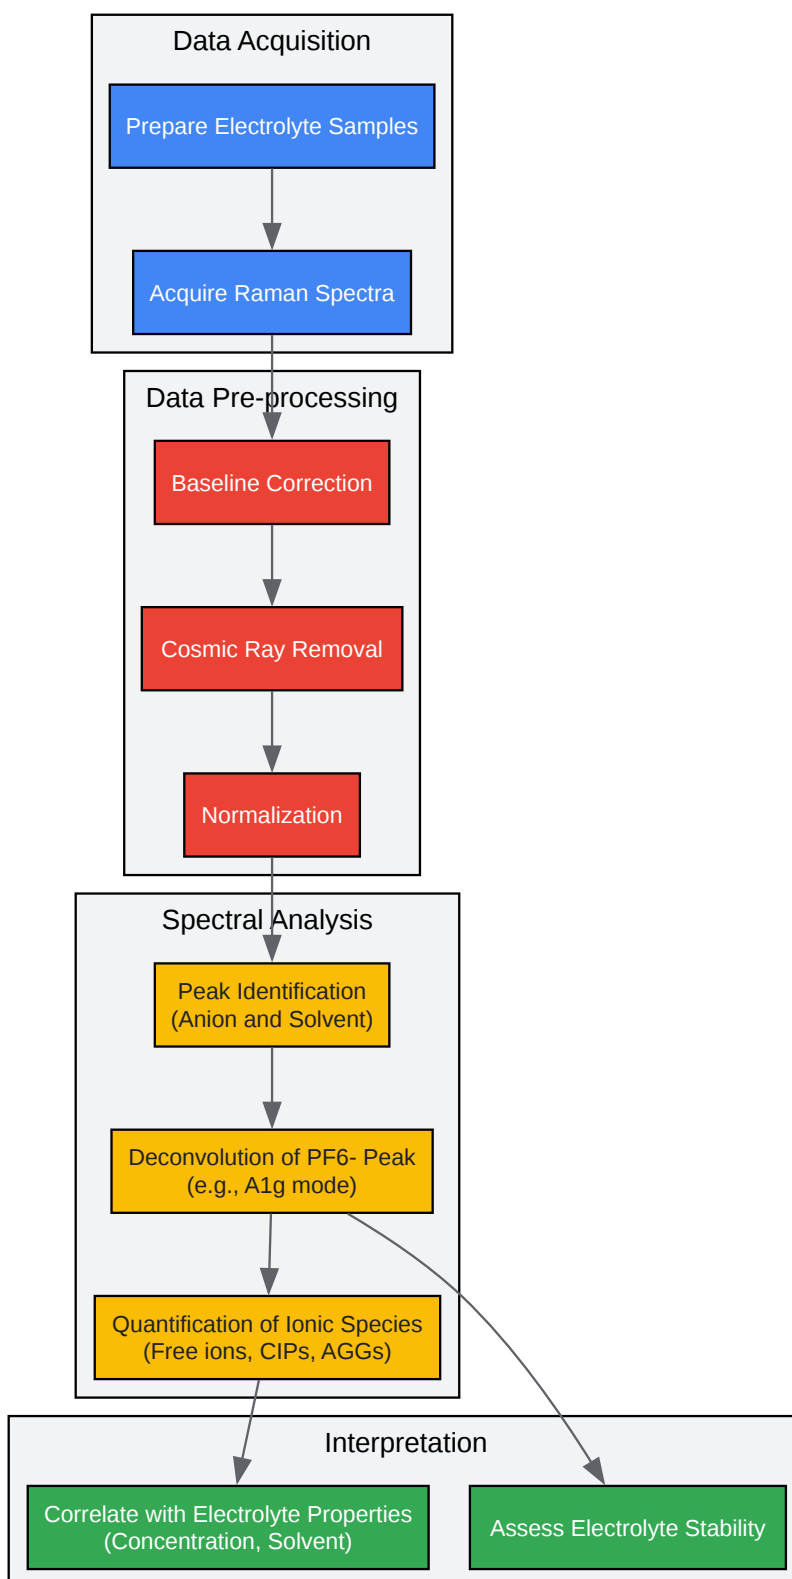 Data Acquisition
Prepare Electrolyte Samples
Acquire Raman Spectra
Data Pre-processing
Baseline Correction
Cosmic Ray Removal
Normalization
Spectral Analysis
Peak Identification
(Anion and Solvent)
Deconvolution of PF6- Peak
(e.g., A1g mode)
Quantification of Ionic Species
(Free ions, CIPs, AGGs)
Interpretation
Correlate with Electrolyte Properties
(Concentration, Solvent)
Assess Electrolyte Stability